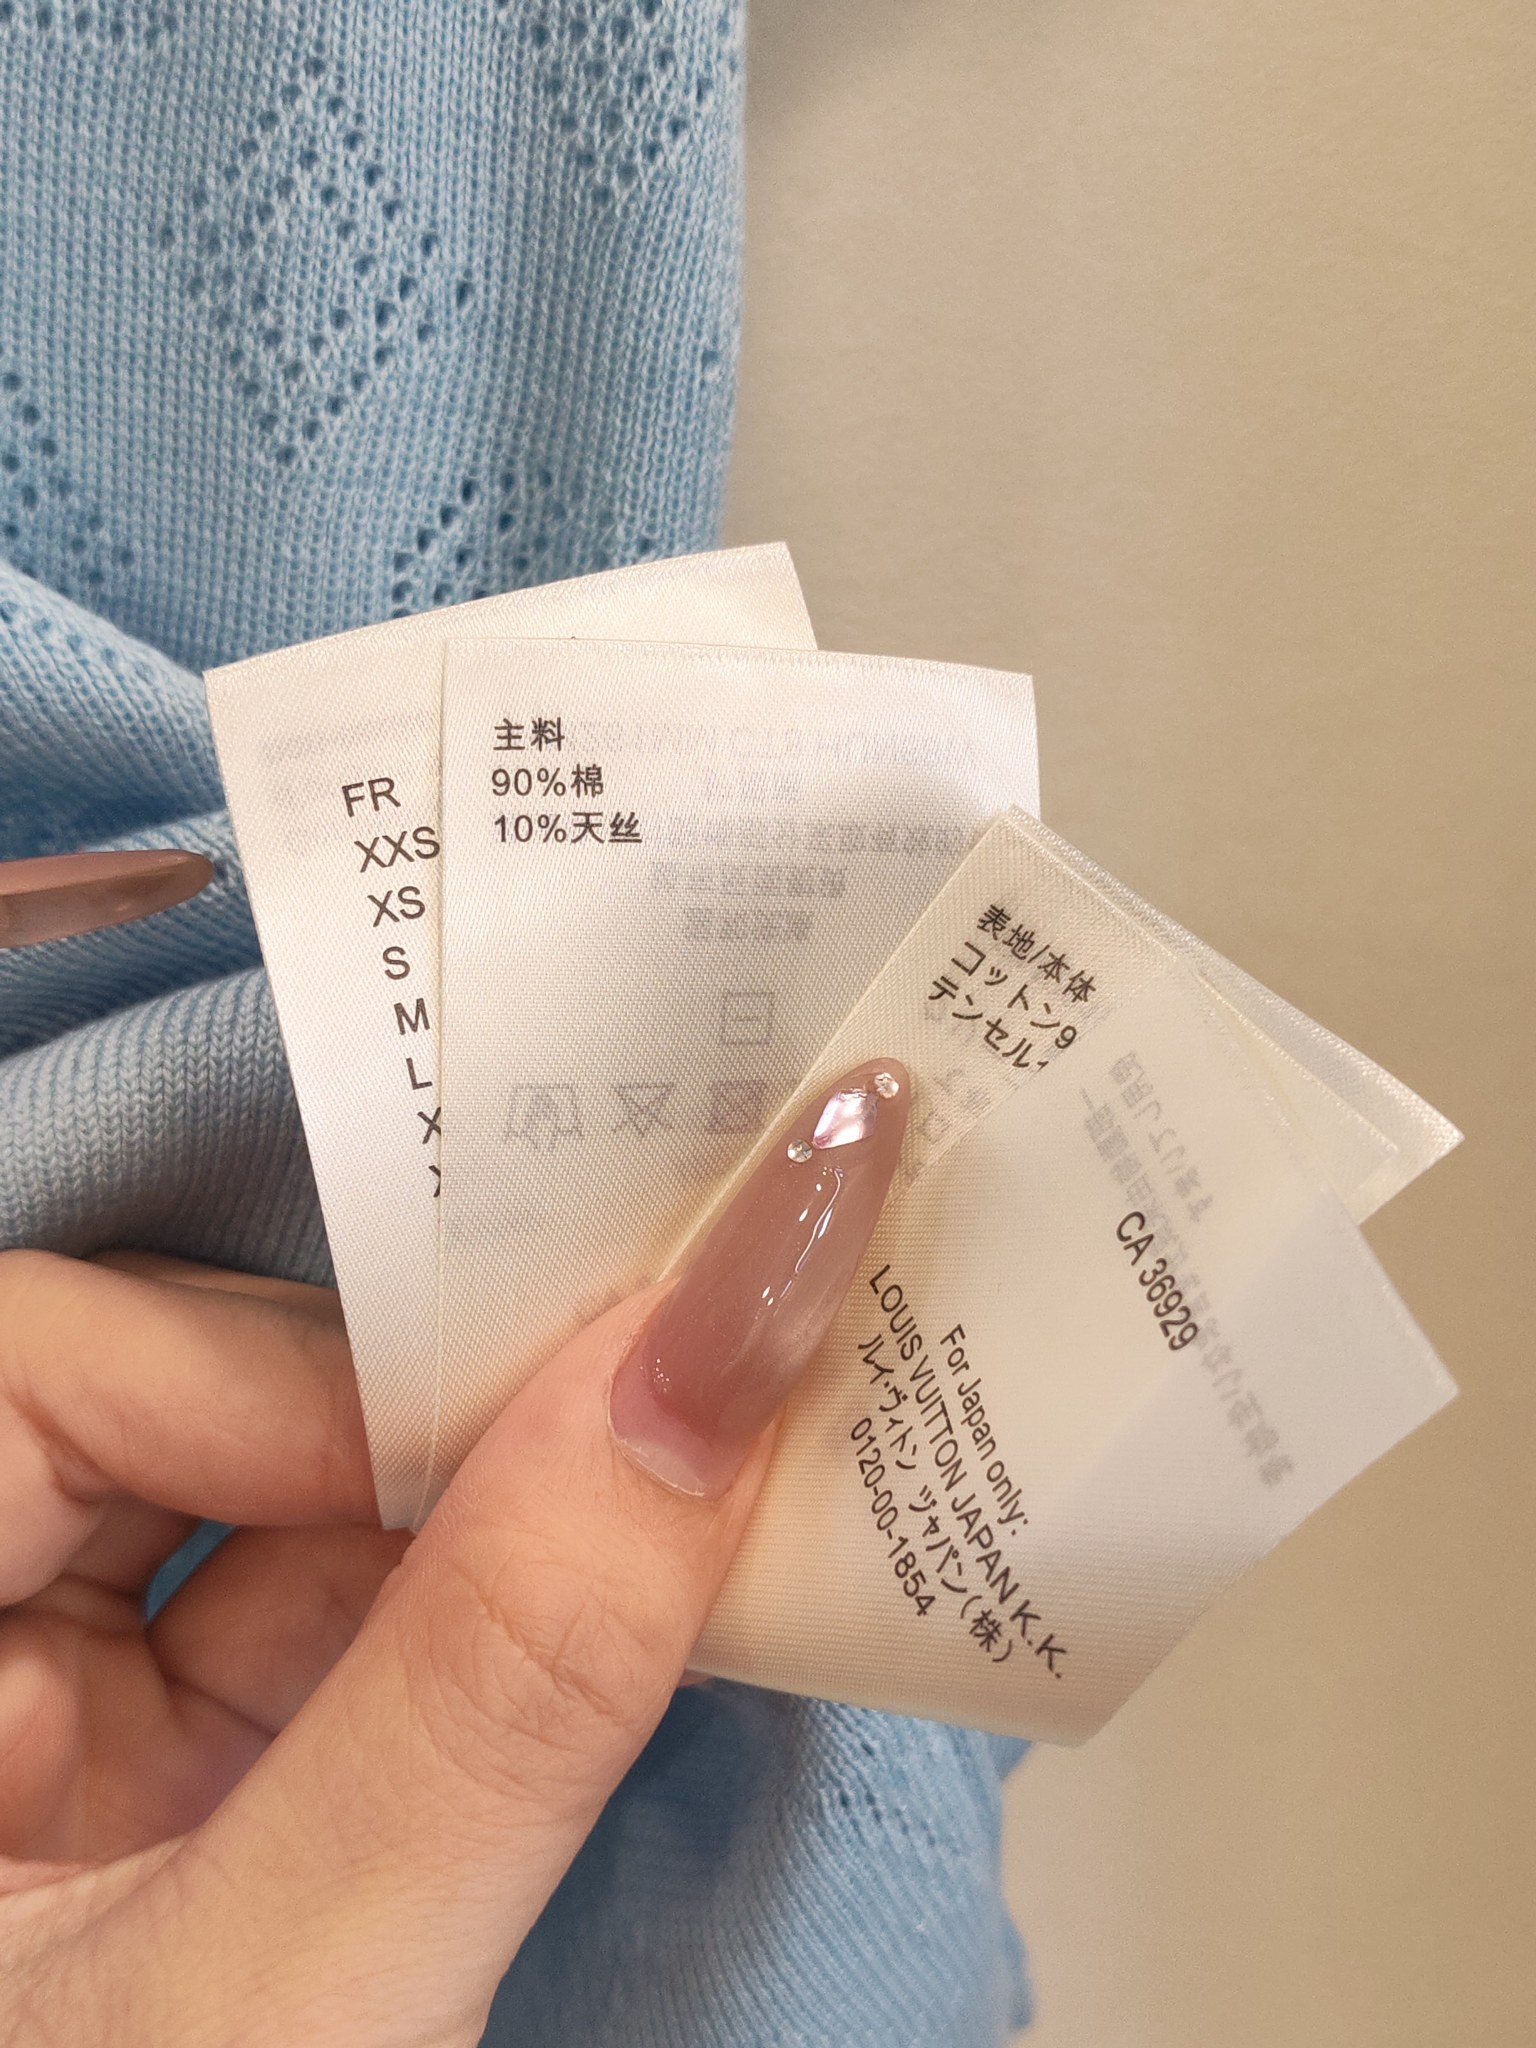 FR
XXS
XS
S
M
L
主料
90%棉
10%天丝
表地/本体
コットン9
テンセル
CA 36929
For Japan only:
LOUIS VUITTON JAPAN K.K.
ルイ・ヴィトン ジャパン（株）
0120-00-1854